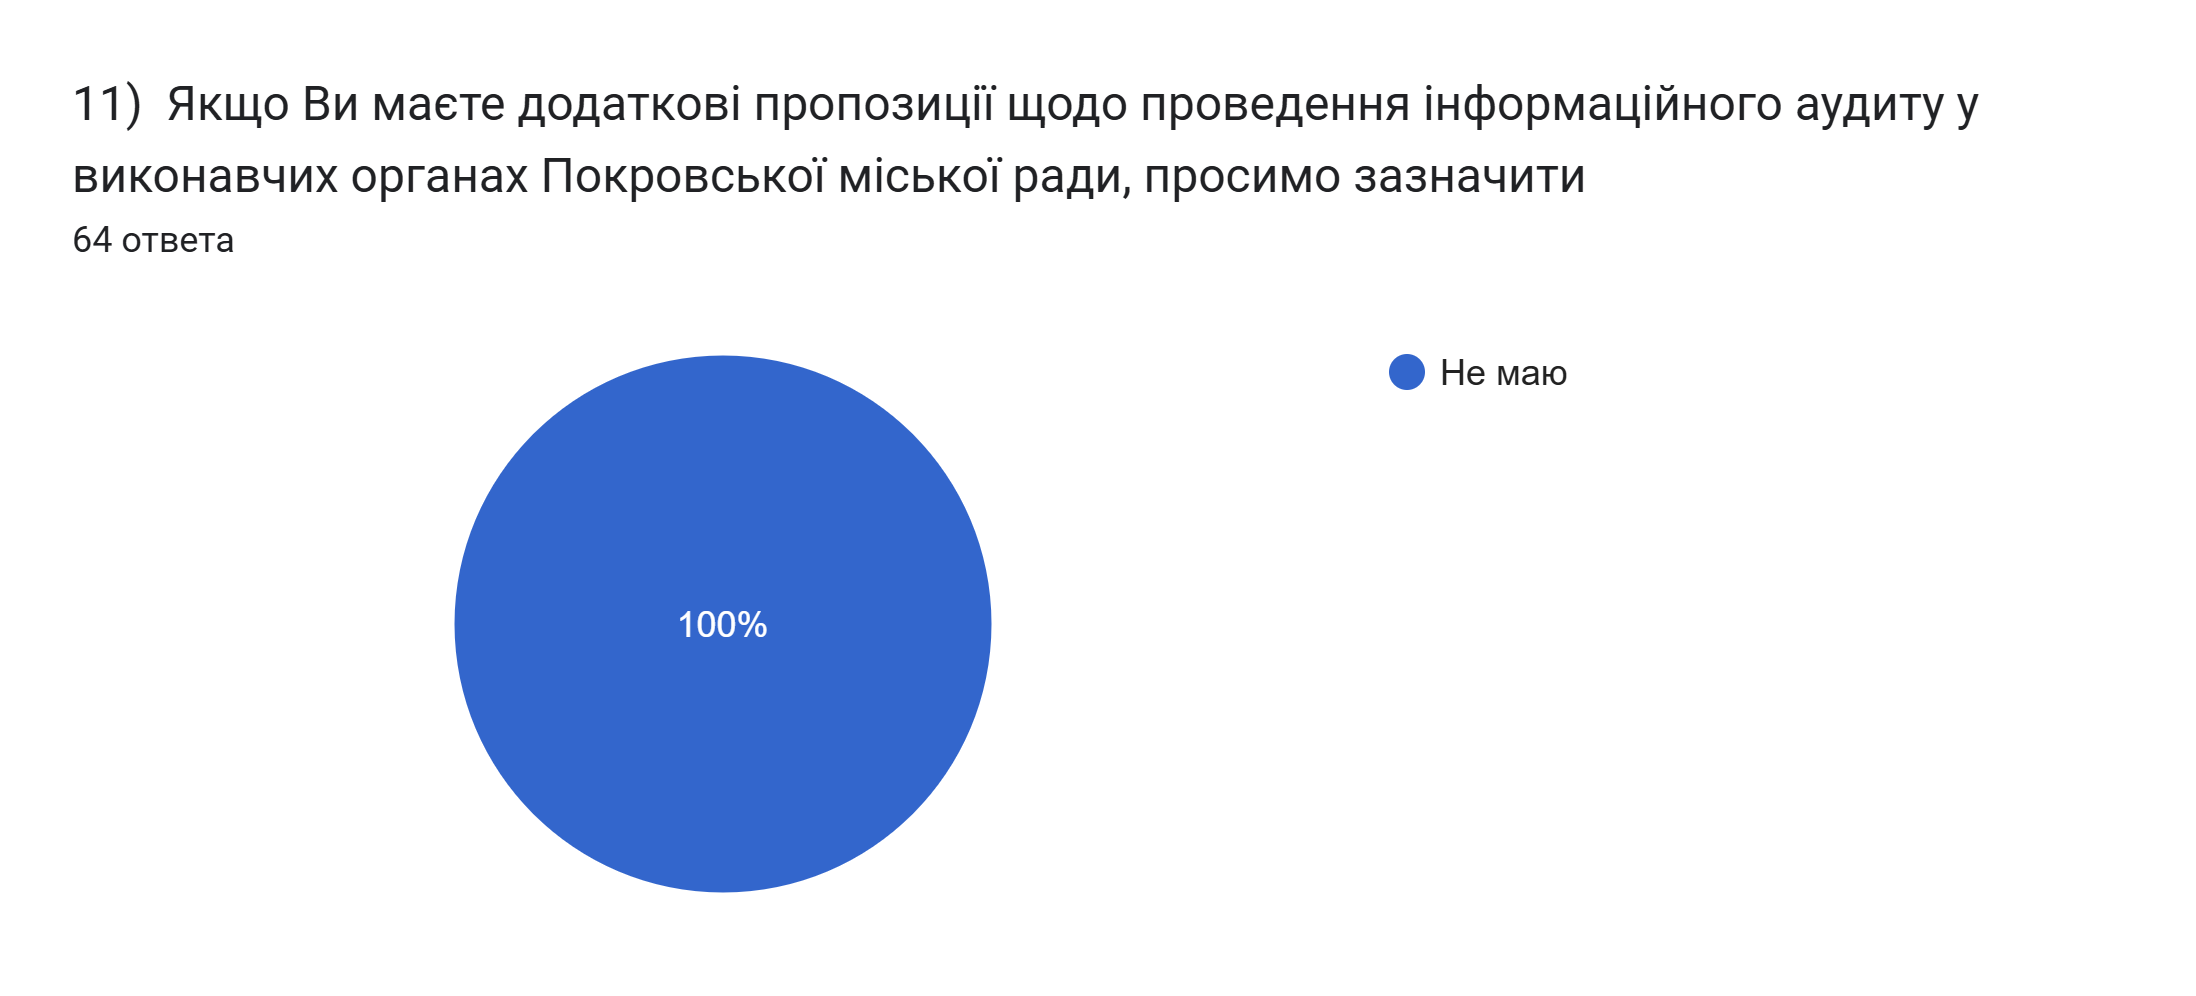 11)  Якщо Ви маєте додаткові пропозиції щодо проведення інформаційного аудиту у
виконавчих органах Покровської міської ради, просимо зазначити
64 ответа
Не маю
100%